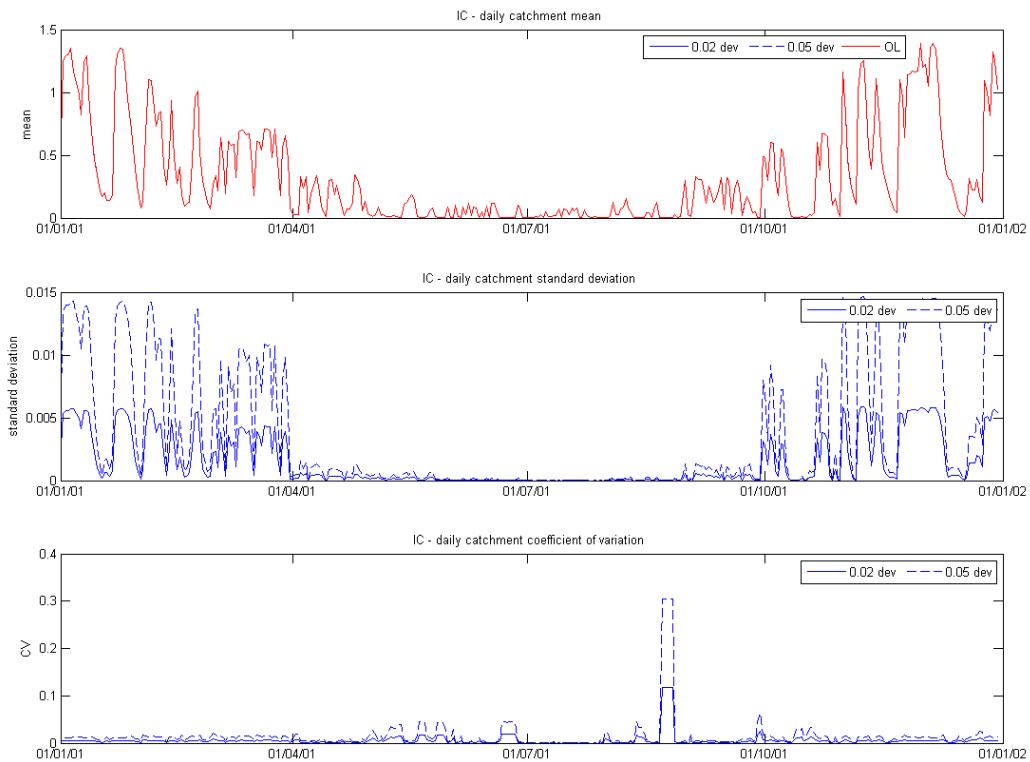 IC - daily catchment mean
1.5
0.02 dev 0.05 dev OL
1
mean
0.5
0
01/01/01 01/04/01 01/07/01 01/10/01 01/01/02
IC - daily catchment standard deviation
0.015
0.02 dev 0.05 dev
0.01
standard deviation
0.005
0
01/01/01 01/04/01 01/07/01 01/10/01 01/01/02
IC - daily catchment coefficient of variation
0.4
0.02 dev 0.05 dev
0.3
CV
0.2
0.1
0
01/01/01 01/04/01 01/07/01 01/10/01 01/01/02